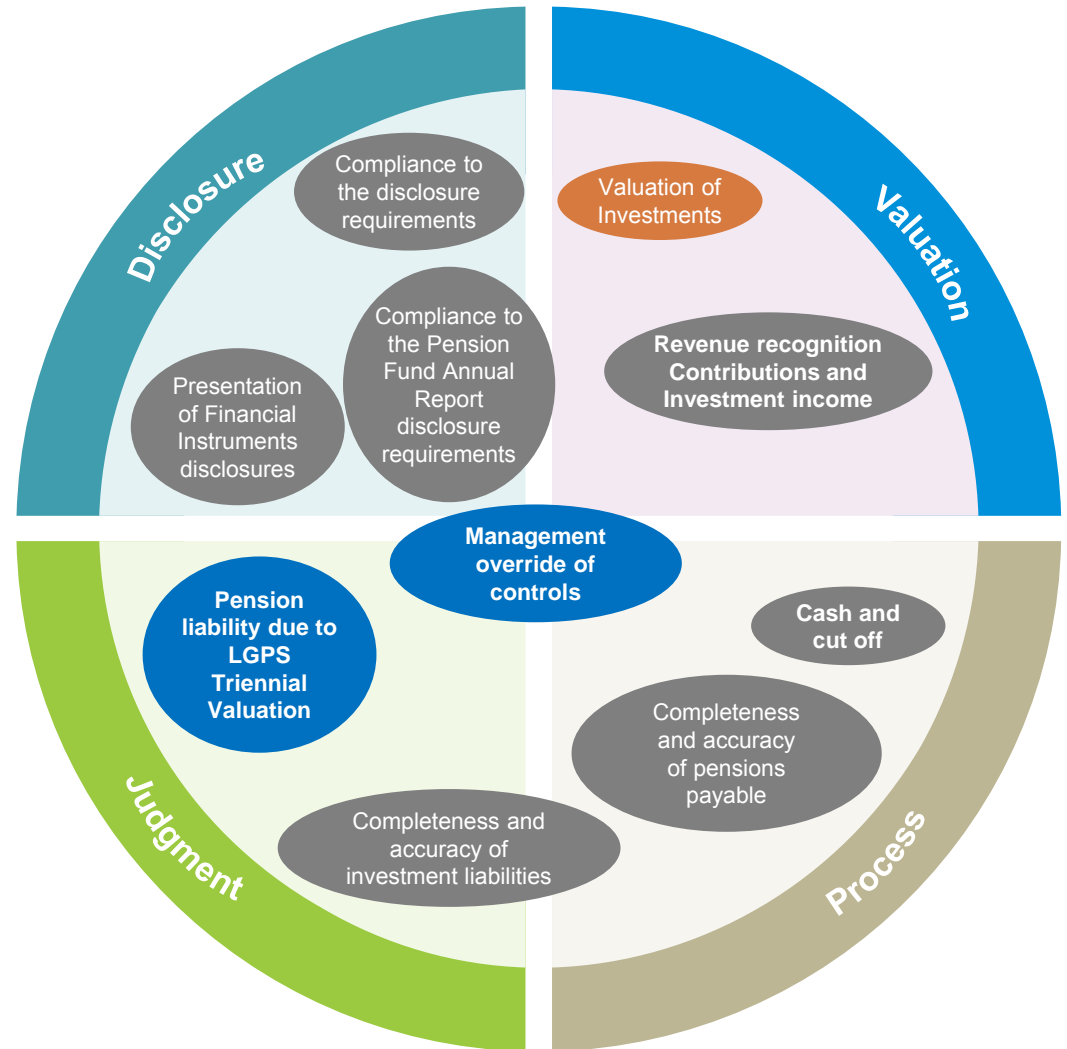 Disclosure
Compliance to
the disclosure
requirements
Compliance to
the Pension
Fund Annual
Report
disclosure
requirements
Presentation
of Financial
Instruments
disclosures
Valuation
Valuation of
Investments
Revenue recognition
Contributions and
Investment income
Management
override of
controls
Judgment
Pension
liability due to
LGPS
Triennial
Valuation
Completeness and
accuracy of
investment liabilities
Process
Cash and
cut off
Completeness
and accuracy
of pensions
payable